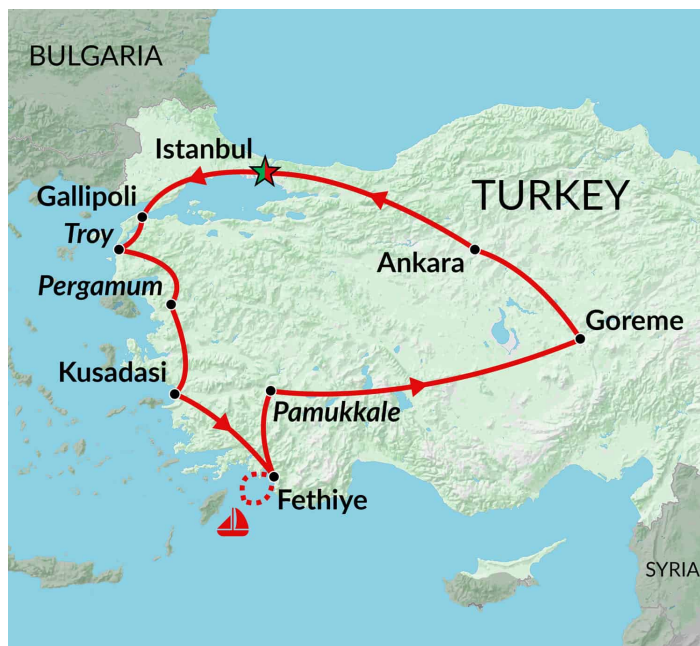 BULGARIA
Istanbul
TURKEY
Gallipoli
Troy
Ankara
Pergamum
Goreme
Kusadasi
Pamukkale
Fethiye
SYRIA